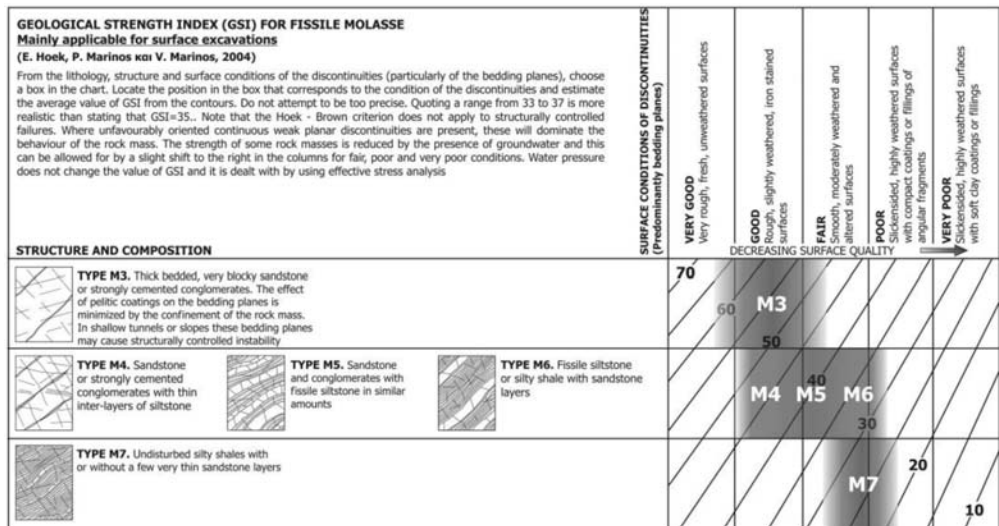 GEOLOGICAL STRENGTH INDEX (GSI) FOR FISSILE MOLASSE
Mainly applicable for surface excavations
(E. Hoek, P. Marinos και V. Marinos, 2004)
From the lithology, structure and surface conditions of the discontinuities (particularly of the bedding planes), choose
a box in the chart. Locate the position in the box that corresponds to the condition of the discontinuities and estimate
the average value of GSI from the contours. Do not attempt to be too precise. Quoting a range from 33 to 37 is more
realistic than stating that GSI=35.. Note that the Hoek - Brown criterion does not apply to structurally controlled
failures. Where unfavourably oriented continuous weak planar discontinuities are present, these will dominate the
behaviour of the rock mass. The strength of some rock masses is reduced by the presence of groundwater and this
can be allowed for by a slight shift to the right in the columns for fair, poor and very poor conditions. Water pressure
does not change the value of GSI and it is dealt with by using effective stress analysis
STRUCTURE AND COMPOSITION
SURFACE CONDITIONS OF DISCONTINUITIES
(Predominantly bedding planes)
VERY GOOD
Very rough, fresh, unweathered surfaces
GOOD
Rough, slightly weathered, iron stained
surfaces
FAIR
Smooth, moderately weathered and
altered surfaces
POOR
Slickensided, highly weathered surfaces
with compact coatings or fillings of
angular fragments
VERY POOR
Slickensided, highly weathered surfaces
with soft clay coatings or fillings
DECREASING SURFACE QUALITY
TYPE M3. Thick bedded, very blocky sandstone
or strongly cemented conglomerates. The effect
of pelitic coatings on the bedding planes is
minimized by the confinement of the rock mass.
In shallow tunnels or slopes these bedding planes
may cause structurally controlled instability
70
60
M3
50
TYPE M4. Sandstone
or strongly cemented
conglomerates with thin
inter-layers of siltstone
TYPE M5. Sandstone
and conglomerates with
fissile siltstone in similar
amounts
TYPE M6. Fissile siltstone
or silty shale with sandstone
layers
40
M4 M5 M6
30
TYPE M7. Undisturbed silty shales with
or without a few very thin sandstone layers
20
M7
10